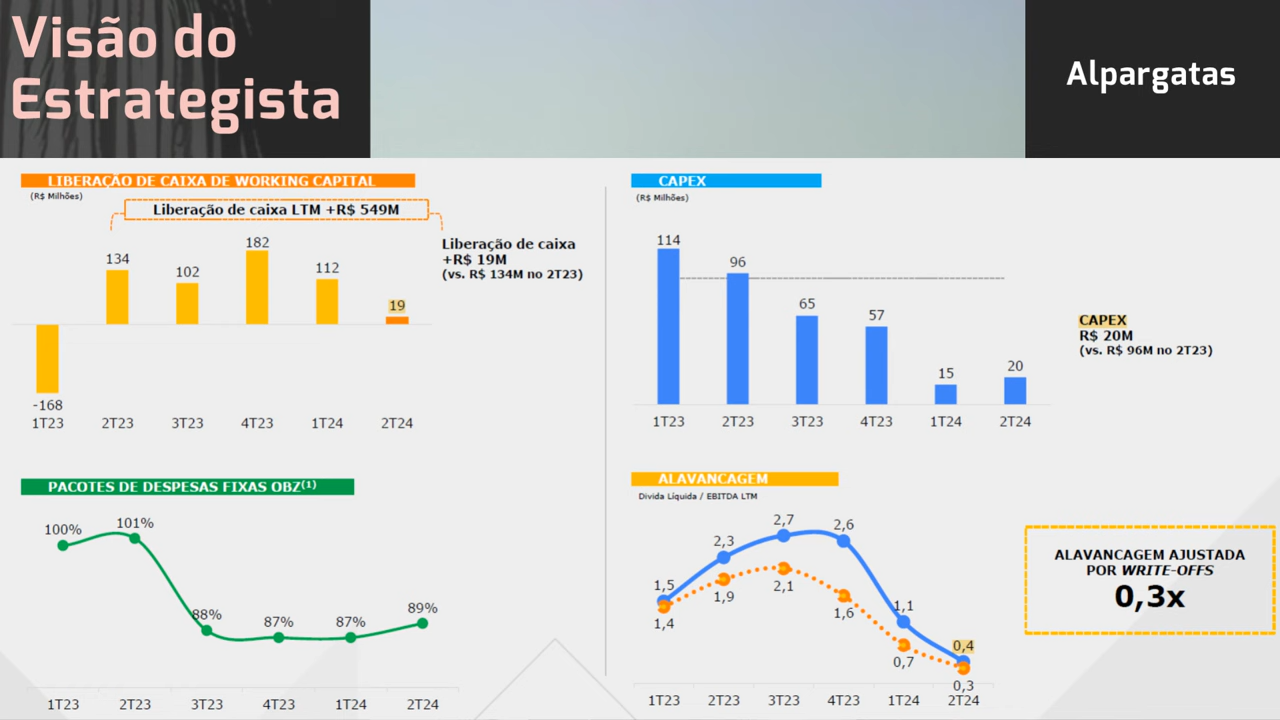 Visão do
Estrategista
Alpargatas
LIBERAÇÃO DE CAIXA DE WORKING CAPITAL
(R$ Milhões)
Liberação de caixa LTM +R$ 549M
Liberação de caixa
+R$ 19M
(vs. R$ 134M no 2T23)
-168
134
102
182
112
19
1T23
2T23
3T23
4T23
1T24
2T24
CAPEX
(R$ Milhões)
114
96
65
57
15
20
1T23
2T23
3T23
4T23
1T24
2T24
CAPEX
R$ 20M
(vs. R$ 96M no 2T23)
PACOTES DE DESPESAS FIXAS OBZ(1)
100%
101%
88%
87%
87%
89%
1T23
2T23
3T23
4T23
1T24
2T24
ALAVANCAGEM
Divida Líquida / EBITDA LTM
1,5
2,3
2,7
2,6
1,1
0,4
1,4
1,9
2,1
1,6
0,7
0,3
1T23
2T23
3T23
4T23
1T24
2T24
ALAVANCAGEM AJUSTADA
POR WRITE-OFFS
0,3x